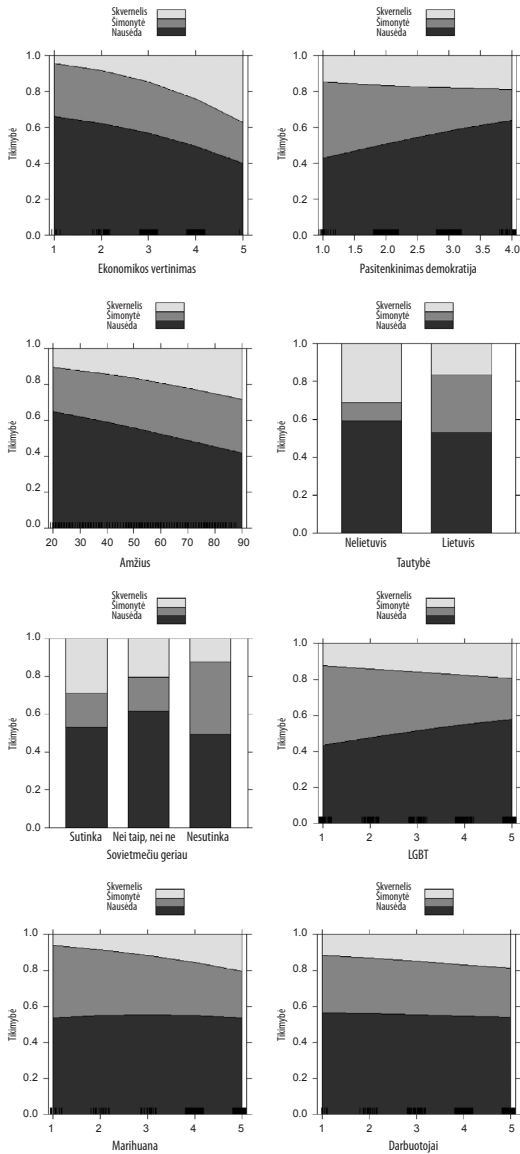 Skvernelis
Šimonytė
Nausėda
Tikimybė
1.0
0.8
0.6
0.4
0.2
0.0
1 2 3 4 5
Ekonomikos vertinimas
Skvernelis
Šimonytė
Nausėda
Tikimybė
1.0
0.8
0.6
0.4
0.2
0.0
1.0 1.5 2.0 2.5 3.0 3.5 4.0
Pasitenkinimas demokratija
Skvernelis
Šimonytė
Nausėda
Tikimybė
1.0
0.8
0.6
0.4
0.2
0.0
20 30 40 50 60 70 80 90
Amžius
Skvernelis
Šimonytė
Nausėda
Tikimybė
1.0
0.8
0.6
0.4
0.2
0.0
Nelietuvis Lietuvis
Tautybė
Skvernelis
Šimonytė
Nausėda
Tikimybė
1.0
0.8
0.6
0.4
0.2
0.0
Sutinka Nei taip, nei ne Nesutinka
Sovietmečiu geriau
Skvernelis
Šimonytė
Nausėda
Tikimybė
1.0
0.8
0.6
0.4
0.2
0.0
1 2 3 4 5
LGBT
Skvernelis
Šimonytė
Nausėda
Tikimybė
1.0
0.8
0.6
0.4
0.2
0.0
1 2 3 4 5
Marihuana
Skvernelis
Šimonytė
Nausėda
Tikimybė
1.0
0.8
0.6
0.4
0.2
0.0
1 2 3 4 5
Darbuotojai